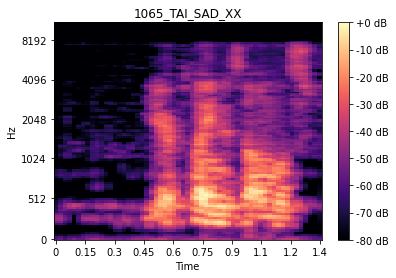 1065_TAI_SAD_XX
Hz
8192
4096
2048
1024
512
0
0 0.15 0.3 0.45 0.6 0.75 0.9 1.1 1.2 1.4
Time
+0 dB
-10 dB
-20 dB
-30 dB
-40 dB
-50 dB
-60 dB
-70 dB
-80 dB